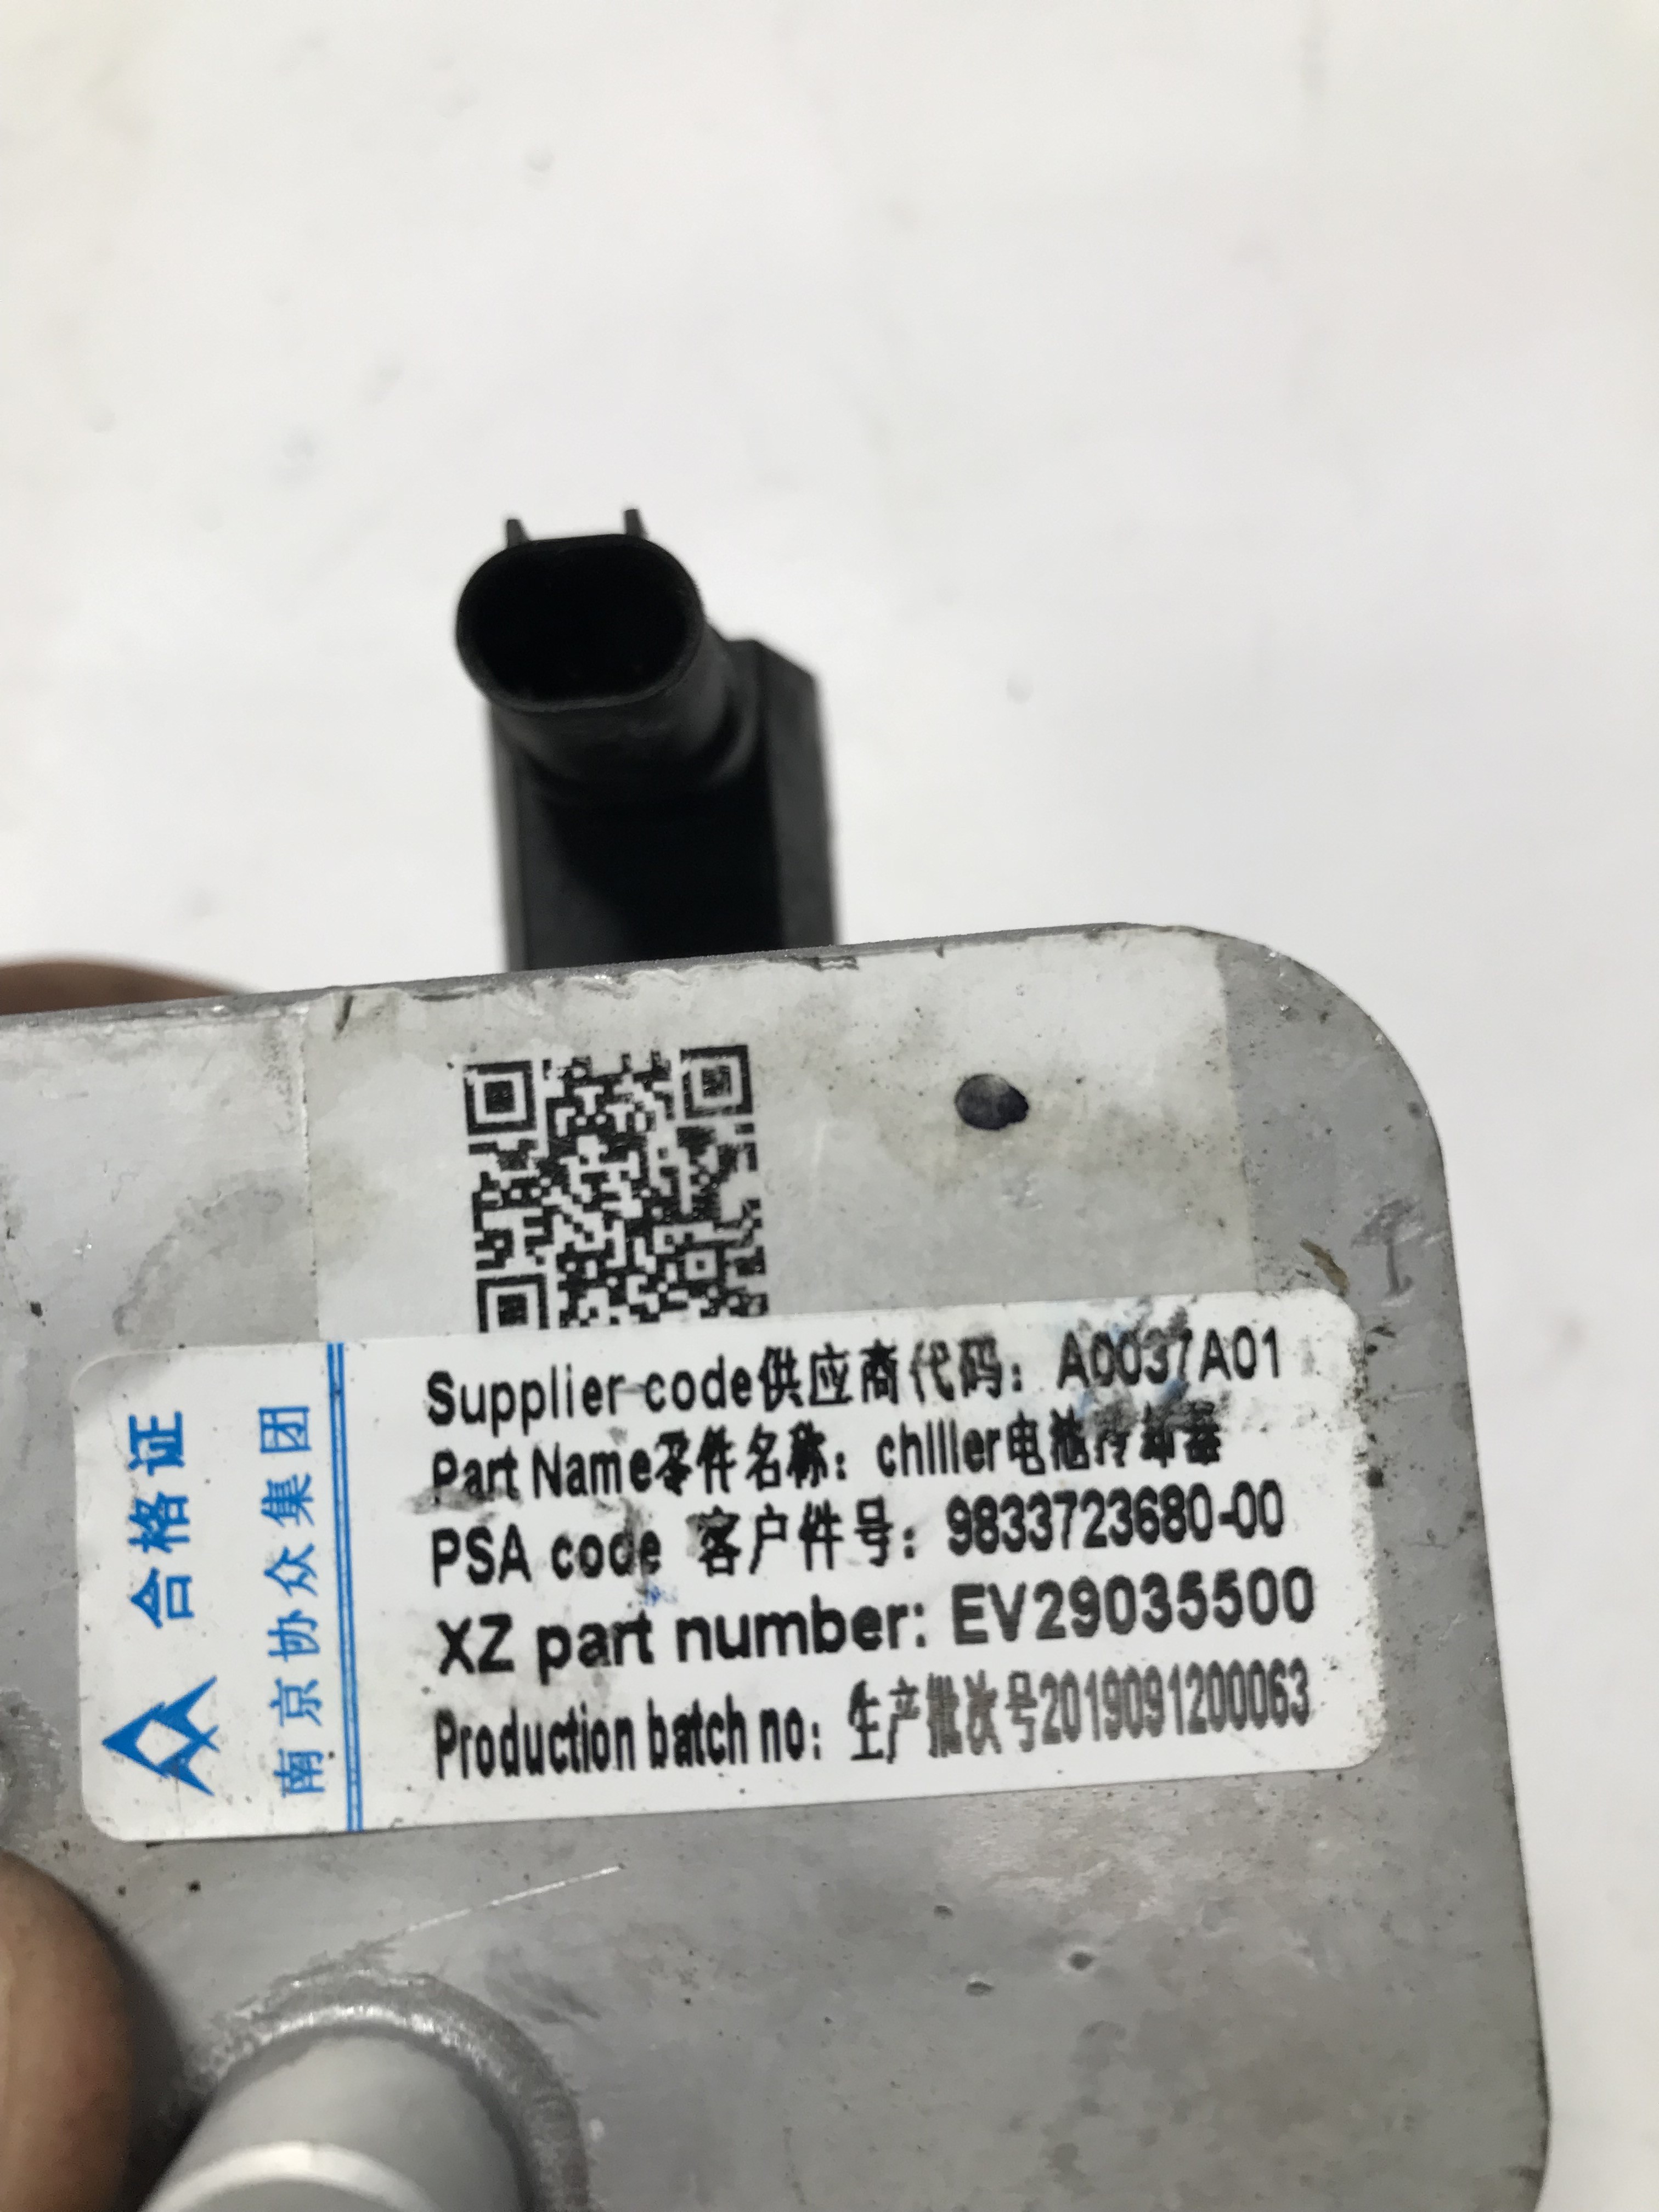 合格证
南京协众集团
Supplier code供应商代码：A0037A01
Part Name零件名称：chiller电池冷却器
PSA code 客户件号：9833723680-00
XZ part number: EV29035500
Production batch no：生产批次号2019091200063